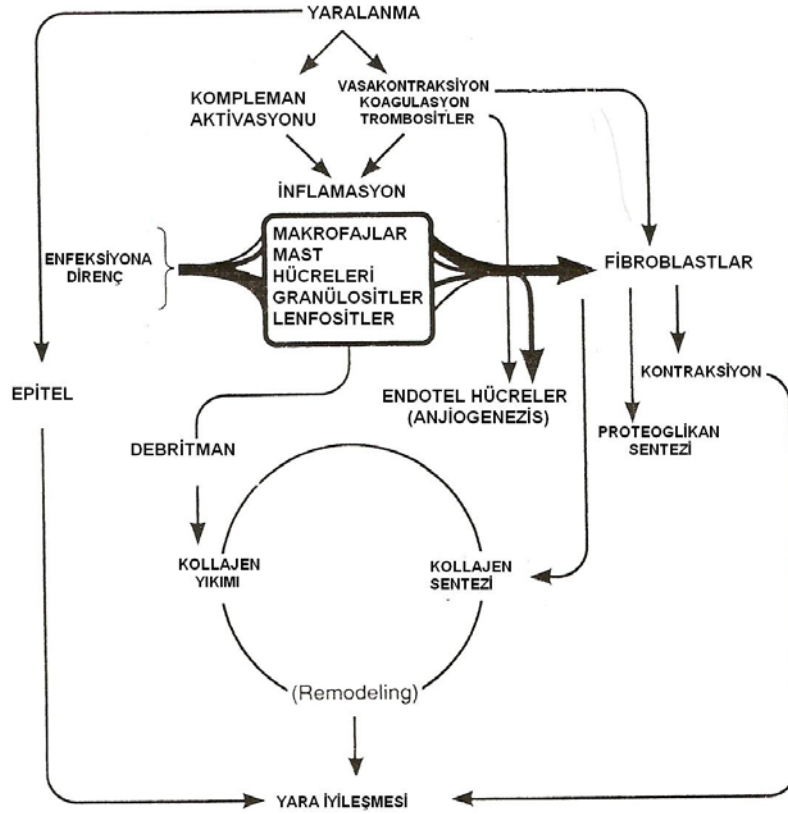 YARALANMA
KOMPLEMAN
AKTİVASYONU
VASAKONTRAKSİYON
KOAGULASYON
TROMBOSİTLER
İNFLAMASYON
ENFEKSİYONA
DİRENÇ
MAKROFAJLAR
MAST
HÜCRELERİ
GRANÜLOSİTLER
LENFOSİTLER
FİBROBLASTLAR
EPİTEL
ENDOTEL HÜCRELER
(ANJİOGENEZİS)
KONTRAKSİYON
PROTEOGLİKAN
SENTEZİ
DEBRİTMAN
KOLLAJEN
YIKIMI
KOLLAJEN
SENTEZİ
(Remodeling)
YARA İYİLEŞMESİ